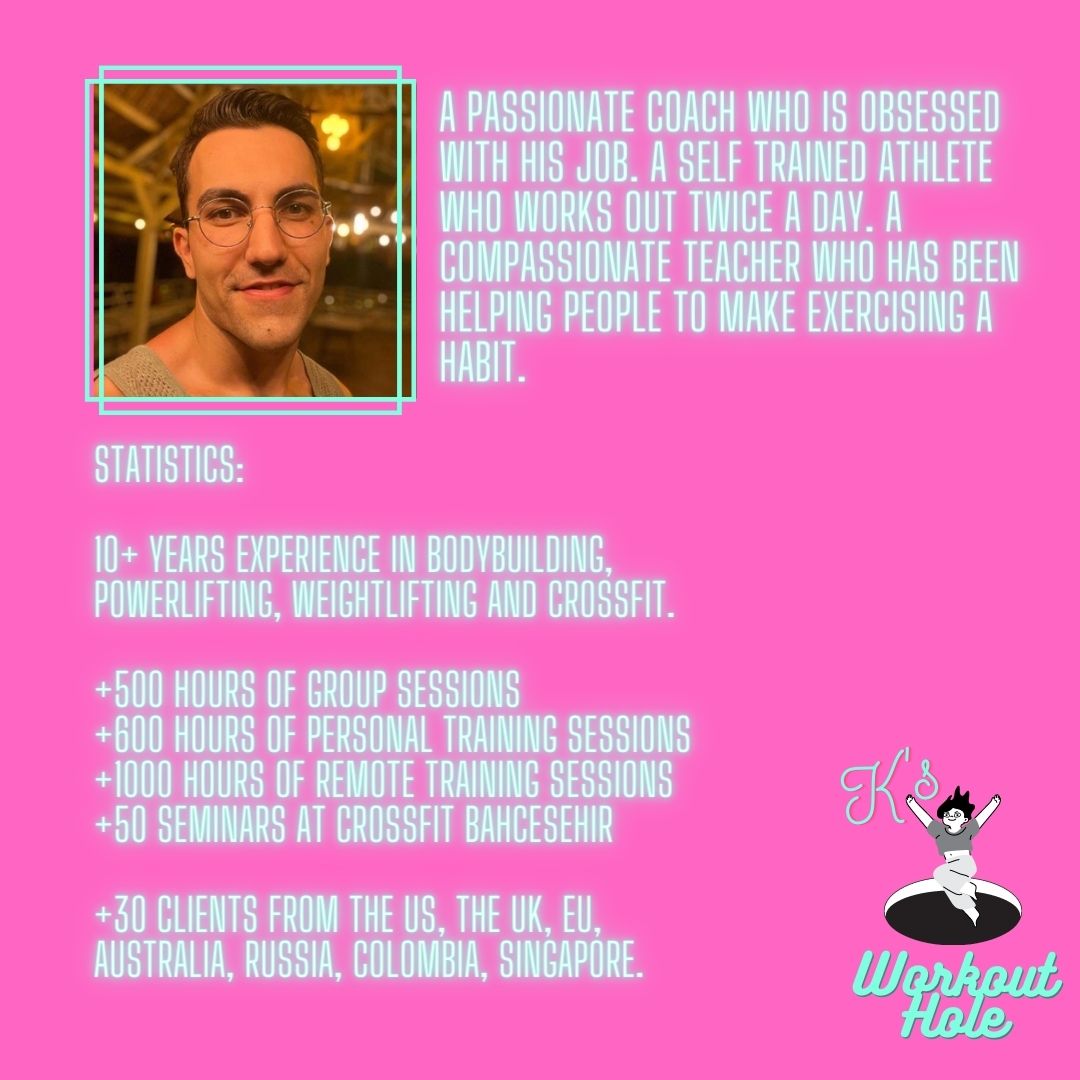 A PASSIONATE COACH WHO IS OBSESSED
WITH HIS JOB. A SELF TRAINED ATHLETE
WHO WORKS OUT TWICE A DAY. A
COMPASSIONATE TEACHER WHO HAS BEEN
HELPING PEOPLE TO MAKE EXERCISING A
HABIT.
STATISTICS:
10+ YEARS EXPERIENCE IN BODYBUILDING,
POWERLIFTING, WEIGHTLIFTING AND CROSSFIT.
+500 HOURS OF GROUP SESSIONS
+600 HOURS OF PERSONAL TRAINING SESSIONS
+1000 HOURS OF REMOTE TRAINING SESSIONS
+50 SEMINARS AT CROSSFIT BAHCESEHIR
+30 CLIENTS FROM THE US, THE UK, EU,
AUSTRALIA, RUSSIA, COLOMBIA, SINGAPORE.
K's
Workout
Hole